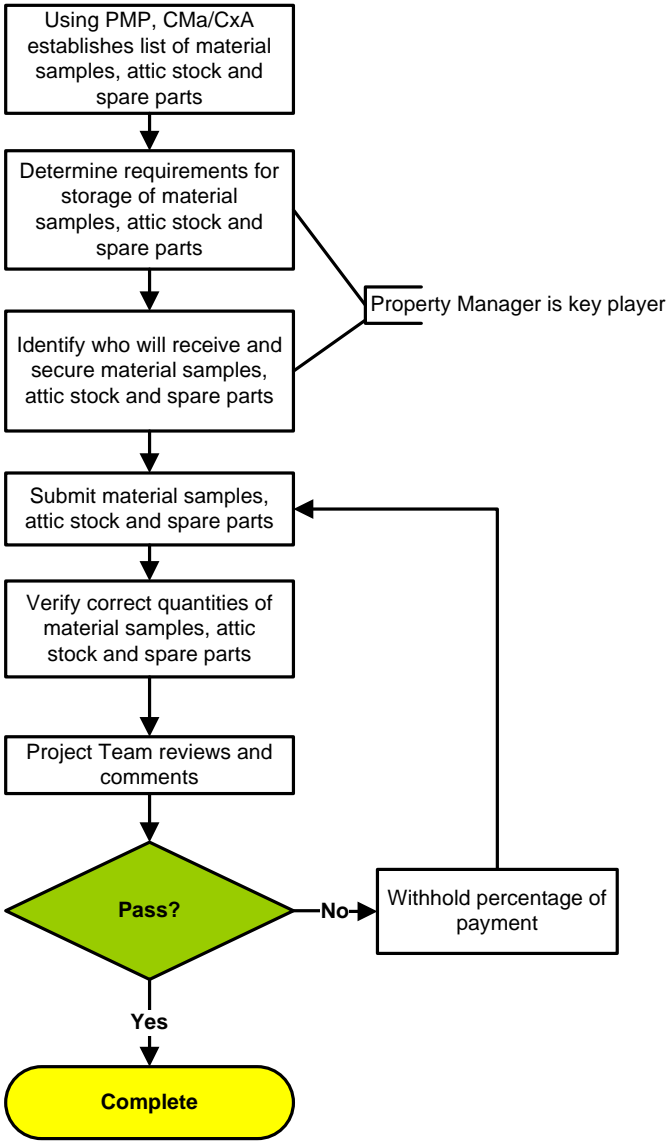 Using PMP, CMa/CxA
establishes list of material
samples, attic stock and
spare parts
Determine requirements for
storage of material
samples, attic stock and
spare parts
Property Manager is key player
Identify who will receive and
secure material samples,
attic stock and spare parts
Submit material samples,
attic stock and spare parts
Verify correct quantities of
material samples, attic
stock and spare parts
Project Team reviews and
comments
Pass?
No
Withhold percentage of
payment
Yes
Complete